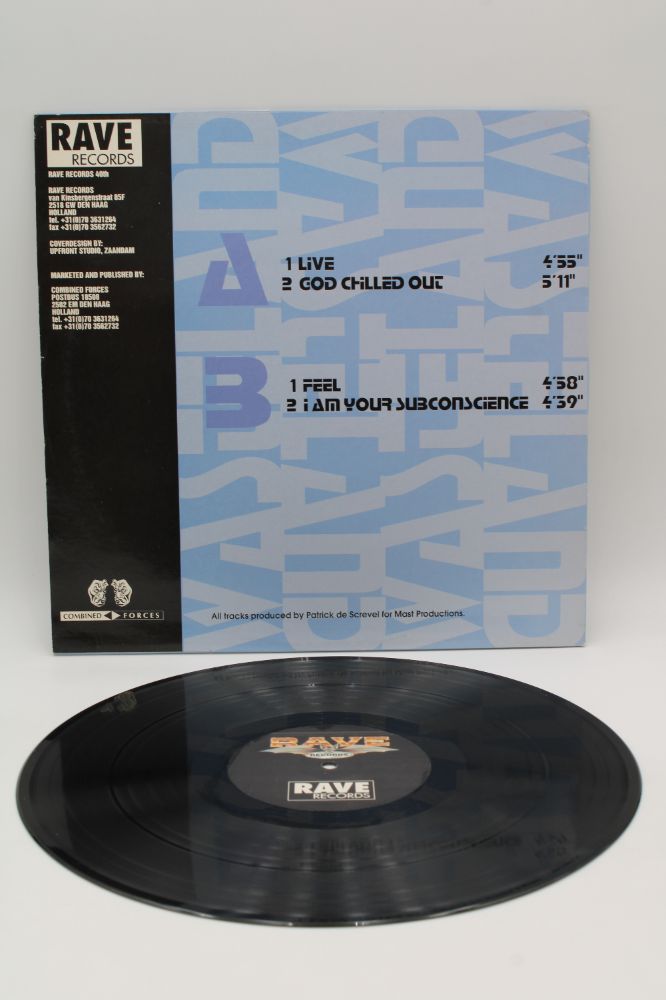 RAVE
RECORDS
RAVE RECORDS 40th
RAVE RECORDS
van Kinsbergenstraat 85F
2518 GW DEN HAAG
HOLLAND
tel. +31(0)70 3631264
fax +31(0)70 3562732
COVERDESIGN BY:
UPFRONT STUDIO, ZAANDAM
MARKETED AND PUBLISHED BY:
COMBINED FORCES
POSTBUS 18508
2502 EM DEN HAAG
HOLLAND
tel. +31(0)70 3631264
fax +31(0)70 3562732
COMBINED FORCES
A
1 LiVE 4'55"
2 GOD CHiLLED OUT 5'11"
B
1 FEEL 4'58"
2 i AM YOUR SUBCONSCiENCE 4'39"
All tracks produced by Patrick de Screvel for Mast Productions.
RAVE
RECORDS
RAVE
RECORDS